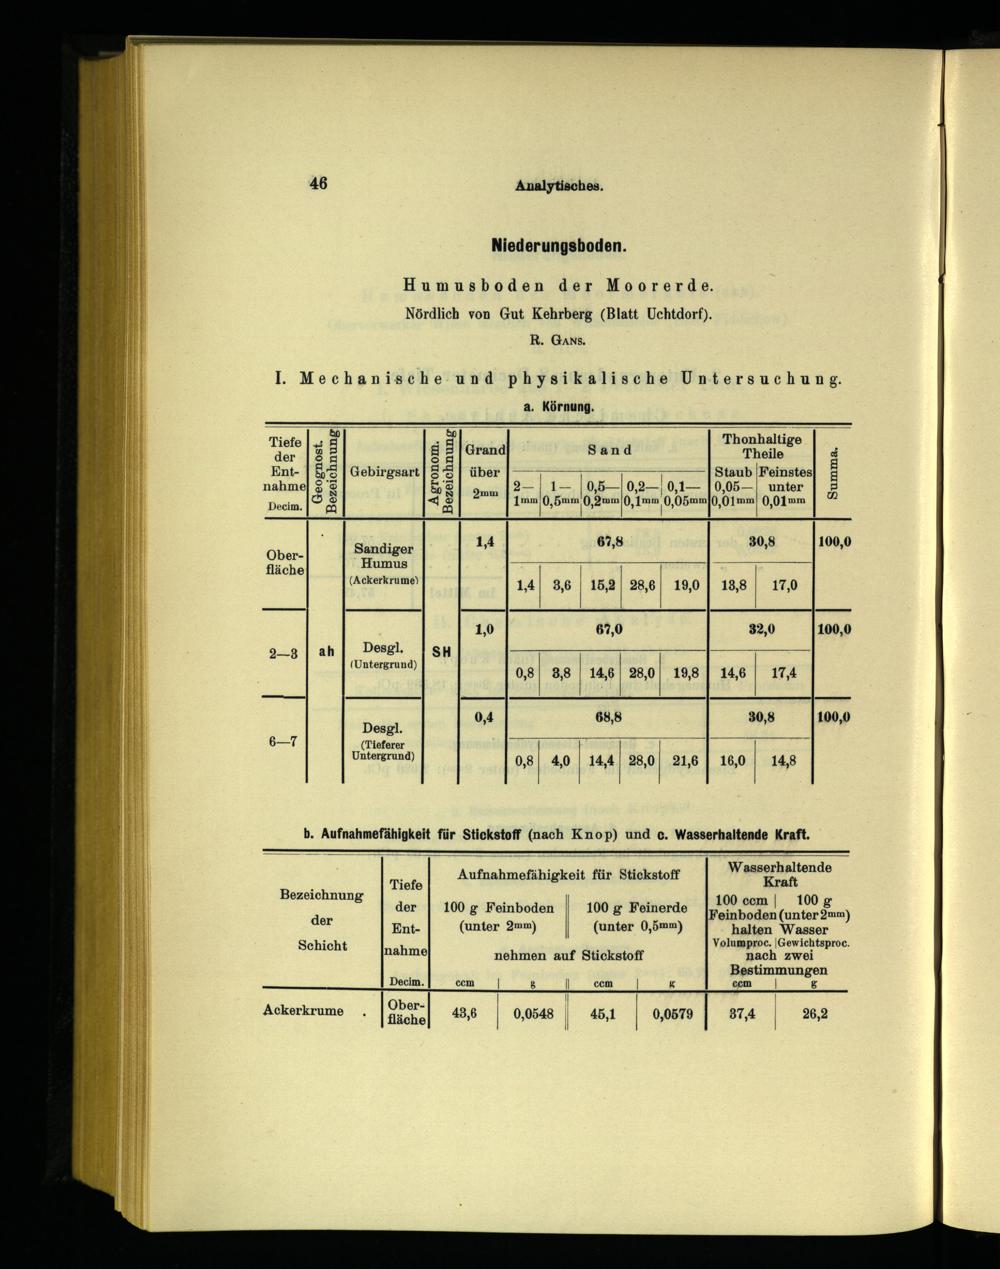 46 Analytisches.
Niederungsboden.
Humusboden der Moorerde.
Nördlich von Gut Kehrberg (Blatt Uchtdorf).
R. Gans.
I. Mechanische und physikalische Untersuchung.
a. Körnung.
Tiefe der Ent- nahme Decim. | Geognost. Bezeichnung | Gebirgsart | Agronom. Bezeichnung | Grand über 2mm | Sand | Thonhaltige Theile | Summa.
2— 1mm | 1— 0,5mm | 0,5— 0,2mm | 0,2— 0,1mm | 0,1— 0,05mm | Staub 0,05— 0,01mm | Feinstes unter 0,01mm
Ober- fläche | Sandiger Humus (Ackerkrume) | 1,4 | 67,8 | 30,8 | 100,0
1,4 | 3,6 | 15,2 | 28,6 | 19,0 | 13,8 | 17,0
2—3 | ah | Desgl. (Untergrund) | SH | 1,0 | 67,0 | 32,0 | 100,0
0,8 | 3,8 | 14,6 | 28,0 | 19,8 | 14,6 | 17,4
6—7 | Desgl. (Tieferer Untergrund) | 0,4 | 68,8 | 30,8 | 100,0
0,8 | 4,0 | 14,4 | 28,0 | 21,6 | 16,0 | 14,8
b. Aufnahmefähigkeit für Stickstoff (nach Knop) und c. Wasserhaltende Kraft.
Bezeichnung der Schicht | Tiefe der Ent- nahme Decim. | Aufnahmefähigkeit für Stickstoff | Wasserhaltende Kraft
100 g Feinboden (unter 2mm) | 100 g Feinerde (unter 0,5mm) | 100 ccm | 100 g
Feinboden (unter 2mm)
halten Wasser
nehmen auf Stickstoff | Volumproc. | Gewichtsproc.
nach zwei
Bestimmungen
ccm | g | ccm | g | ccm | g
Ackerkrume . | Ober- fläche | 43,6 | 0,0548 | 45,1 | 0,0579 | 37,4 | 26,2